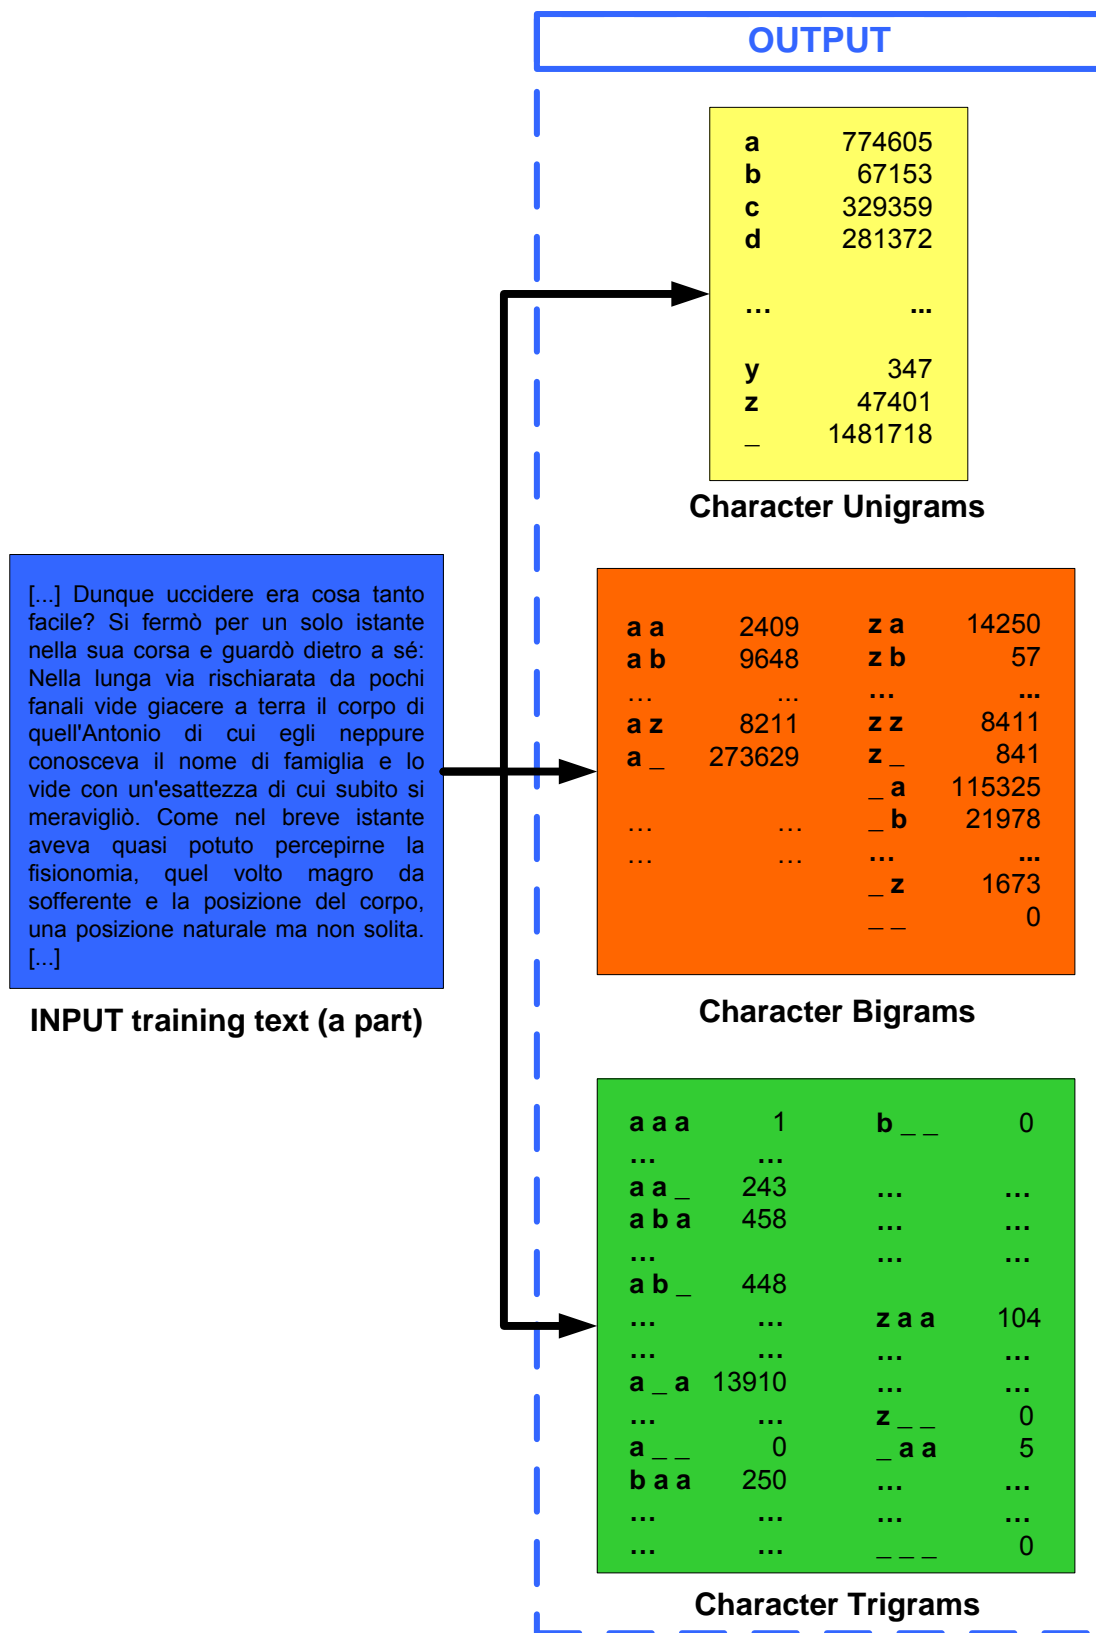 OUTPUT
a 774605
b 67153
c 329359
d 281372
… ...
y 347
z 47401
_ 1481718
Character Unigrams
[...] Dunque uccidere era cosa tanto
facile? Si fermò per un solo istante
nella sua corsa e guardò dietro a sé:
Nella lunga via rischiarata da pochi
fanali vide giacere a terra il corpo di
quell'Antonio di cui egli neppure
conosceva il nome di famiglia e lo
vide con un'esattezza di cui subito si
meravigliò. Come nel breve istante
aveva quasi potuto percepirne la
fisionomia, quel volto magro da
sofferente e la posizione del corpo,
una posizione naturale ma non solita.
[...]
INPUT training text (a part)
a a 2409 z a 14250
a b 9648 z b 57
… ... … ...
a z 8211 z z 8411
a _ 273629 z _ 841
_ a 115325
… … _ b 21978
… … … ...
_ z 1673
_ _ 0
Character Bigrams
a a a 1 b _ _ 0
… …
a a _ 243 … …
a b a 458 … …
… … …
a b _ 448
… … z a a 104
… … … …
a _ a 13910 … …
… … z _ _ 0
a _ _ 0 _ a a 5
b a a 250 … …
… … … …
… … _ _ _ 0
Character Trigrams